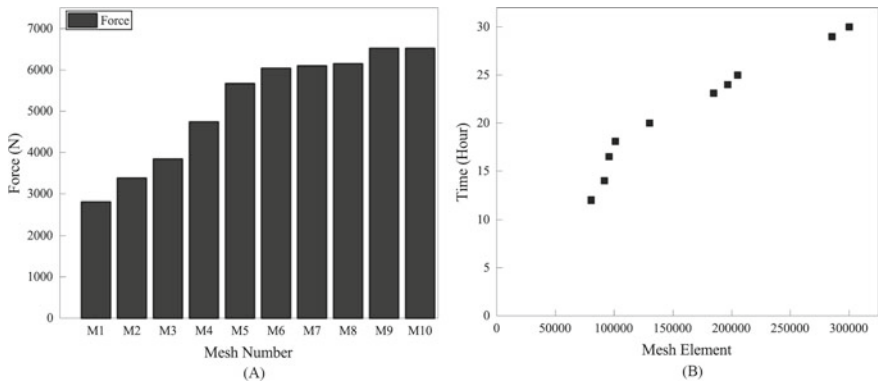 Force
7000
6000
5000
4000
3000
2000
1000
0
Force (N)
M1 M2 M3 M4 M5 M6 M7 M8 M9 M10
Mesh Number
(A)
30
25
20
15
10
5
0
Time (Hour)
0 50000 100000 150000 200000 250000 300000
Mesh Element
(B)